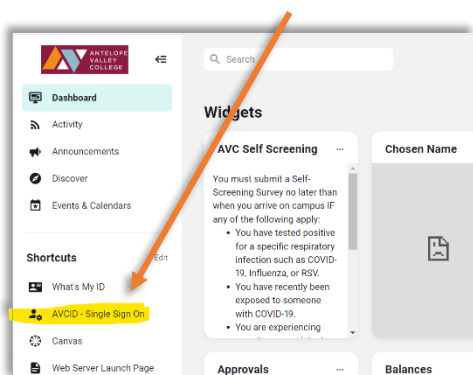 ANTELOPE
VALLEY
COLLEGE
Search
Dashboard
Activity
Announcements
Discover
Events & Calendars
Shortcuts
Edit
What's My ID
AVCID - Single Sign On
Canvas
Web Server Launch Page
Widgets
AVC Self Screening ...
You must submit a Self-
Screening Survey no later than
when you arrive on campus IF
any of the following apply:
• You have tested positive
for a specific respiratory
infection such as COVID-
19, Influenza, or RSV.
• You have recently been
exposed to someone
with COVID-19.
• You are experiencing
Chosen Name
Approvals ...
Balances